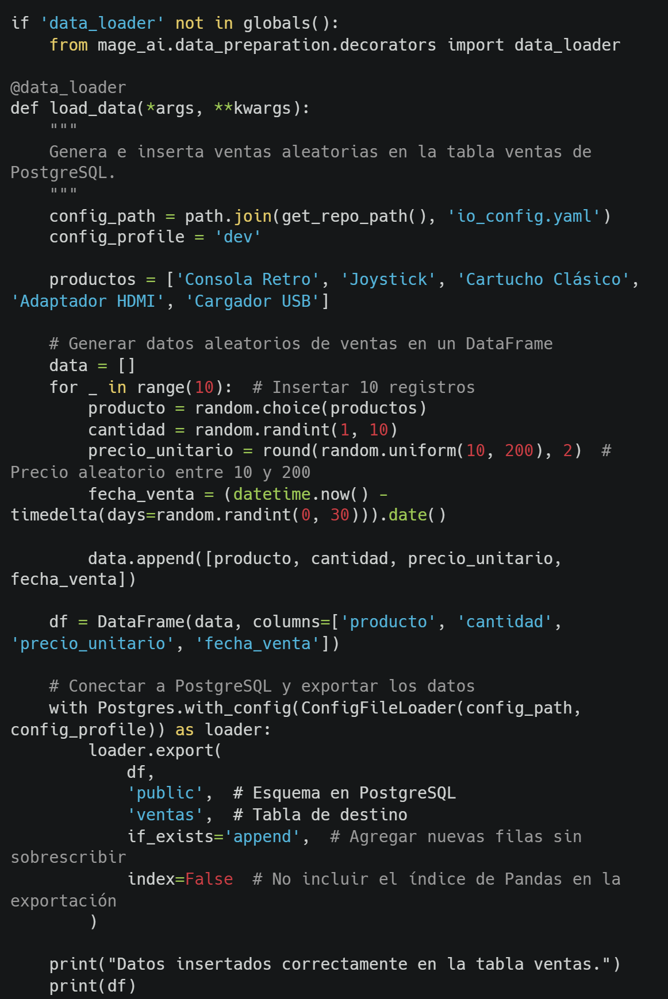 if 'data_loader' not in globals():
    from mage_ai.data_preparation.decorators import data_loader

@data_loader
def load_data(*args, **kwargs):
    """
    Genera e inserta ventas aleatorias en la tabla ventas de
PostgreSQL.
    """
    config_path = path.join(get_repo_path(), 'io_config.yaml')
    config_profile = 'dev'

    productos = ['Consola Retro', 'Joystick', 'Cartucho Clásico',
'Adaptador HDMI', 'Cargador USB']

    # Generar datos aleatorios de ventas en un DataFrame
    data = []
    for _ in range(10):  # Insertar 10 registros
        producto = random.choice(productos)
        cantidad = random.randint(1, 10)
        precio_unitario = round(random.uniform(10, 200), 2)  #
Precio aleatorio entre 10 y 200
        fecha_venta = (datetime.now() -
timedelta(days=random.randint(0, 30))).date()

        data.append([producto, cantidad, precio_unitario,
fecha_venta])

    df = DataFrame(data, columns=['producto', 'cantidad',
'precio_unitario', 'fecha_venta'])

    # Conectar a PostgreSQL y exportar los datos
    with Postgres.with_config(ConfigFileLoader(config_path,
config_profile)) as loader:
        loader.export(
            df,
            'public',  # Esquema en PostgreSQL
            'ventas',  # Tabla de destino
            if_exists='append',  # Agregar nuevas filas sin
sobrescribir
            index=False  # No incluir el índice de Pandas en la
exportación
        )

    print("Datos insertados correctamente en la tabla ventas.")
    print(df)